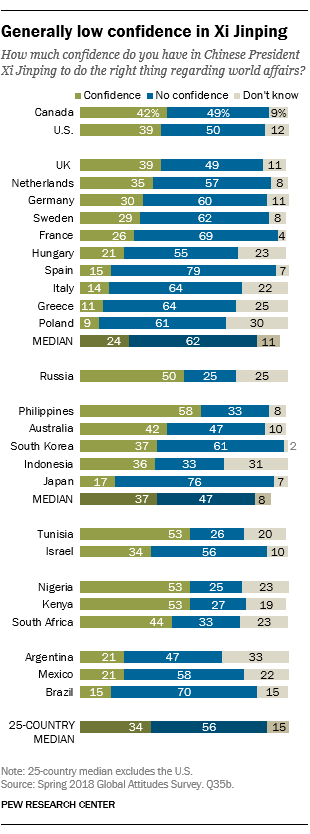 Generally low confidence in Xi Jinping
How much confidence do you have in Chinese President
Xi Jinping to do the right thing regarding world affairs?
Confidence No confidence Don't know
Canada 42% 49% 9%
U.S. 39 50 12
UK 39 49 11
Netherlands 35 57 8
Germany 30 60 11
Sweden 29 62 8
France 26 69 4
Hungary 21 55 23
Spain 15 79 7
Italy 14 64 22
Greece 11 64 25
Poland 9 61 30
MEDIAN 24 62 11
Russia 50 25 25
Philippines 58 33 8
Australia 42 47 10
South Korea 37 61 2
Indonesia 36 33 31
Japan 17 76 7
MEDIAN 37 47 8
Tunisia 53 26 20
Israel 34 56 10
Nigeria 53 25 23
Kenya 53 27 19
South Africa 44 33 23
Argentina 21 47 33
Mexico 21 58 22
Brazil 15 70 15
25-COUNTRY 34 56 15
MEDIAN
Note: 25-country median excludes the U.S.
Source: Spring 2018 Global Attitudes Survey. Q35b.
PEW RESEARCH CENTER